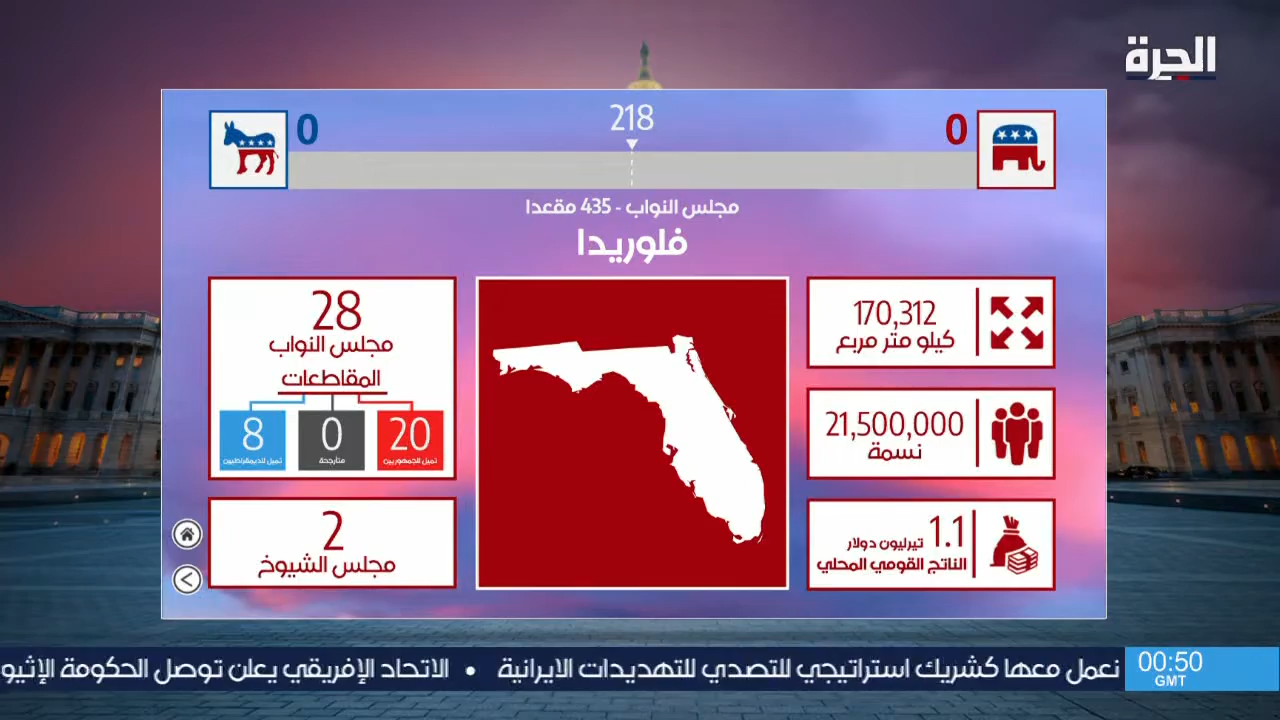 الحرة
0
218
0
مجلس النواب - 435 مقعدا
فلوريدا
170,312
كيلو متر مربع
21,500,000
نسمة
1.1 تيرليون دولار
الناتج القومي المحلي
28
مجلس النواب
المقاطعات
20
تميل للجمهوريين
0
متأرجحة
8
تميل للديمقراطيين
2
مجلس الشيوخ
نعمل معها كشريك استراتيجي للتصدي للتهديدات الايرانية • الاتحاد الإفريقي يعلن توصل الحكومة الإثيو
00:50
GMT